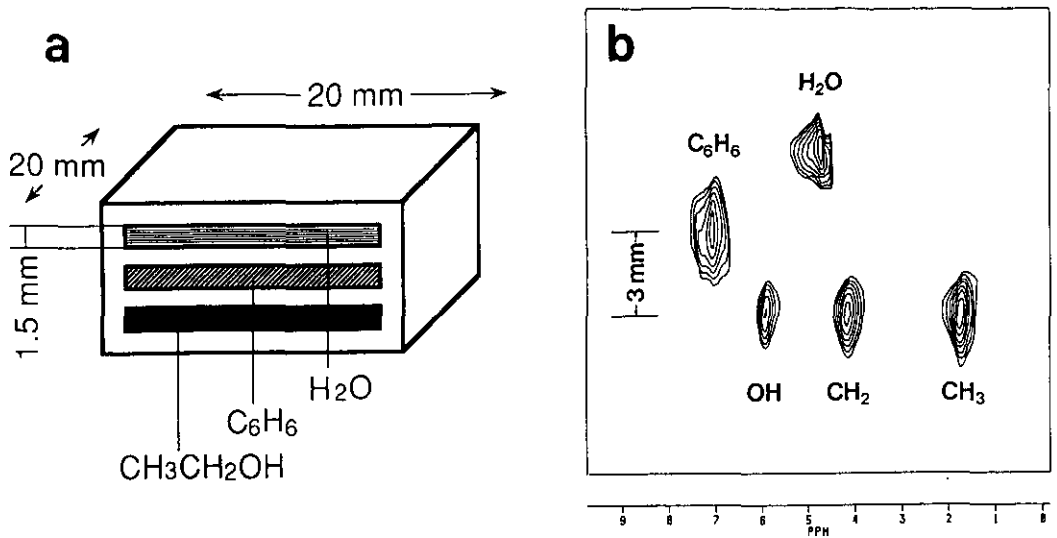 a
20 mm
20 mm
1.5 mm
H2O
C6H6
CH3CH2OH
b
H2O
C6H6
3 mm
OH CH2 CH3
9 8 7 6 5 4 3 2 1 0
PPM